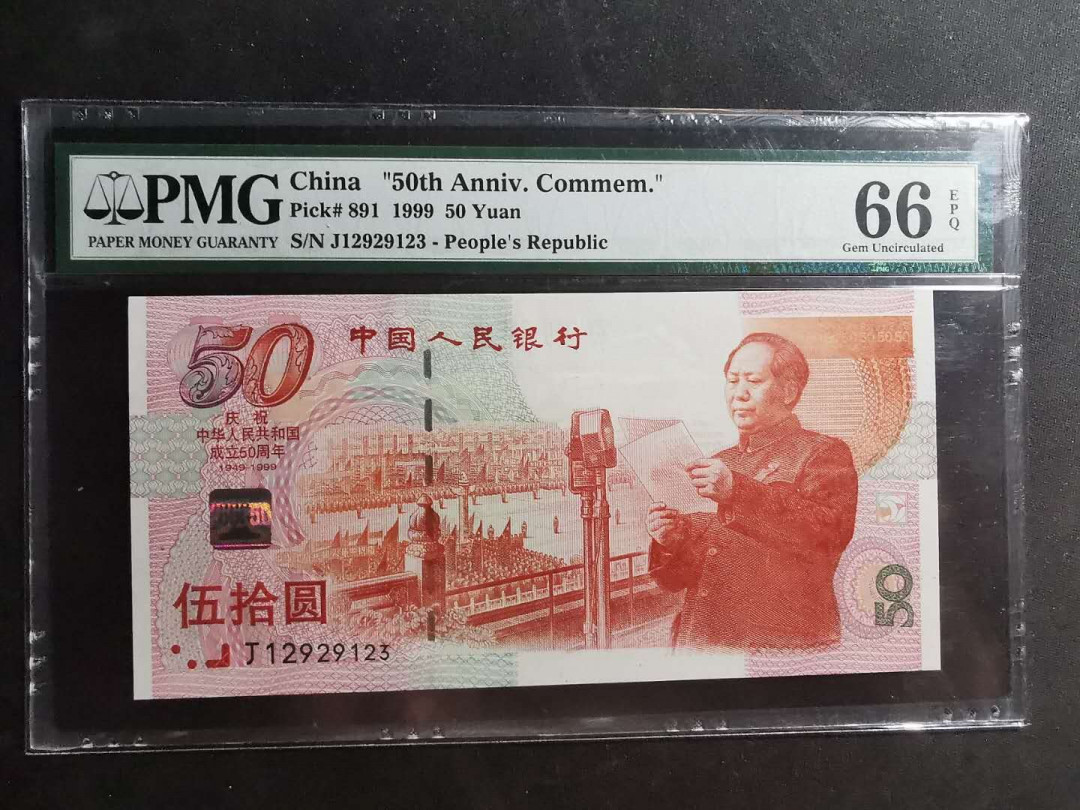 PMG
PAPER MONEY GUARANTY
China "50th Anniv. Commem."
Pick# 891 1999 50 Yuan
S/N J12929123 - People's Republic
66
EPQ
Gem Uncirculated
50
中国人民银行
505050
庆祝
中华人民共和国
成立50周年
1949-1999
50
伍拾圆
J12929123
50